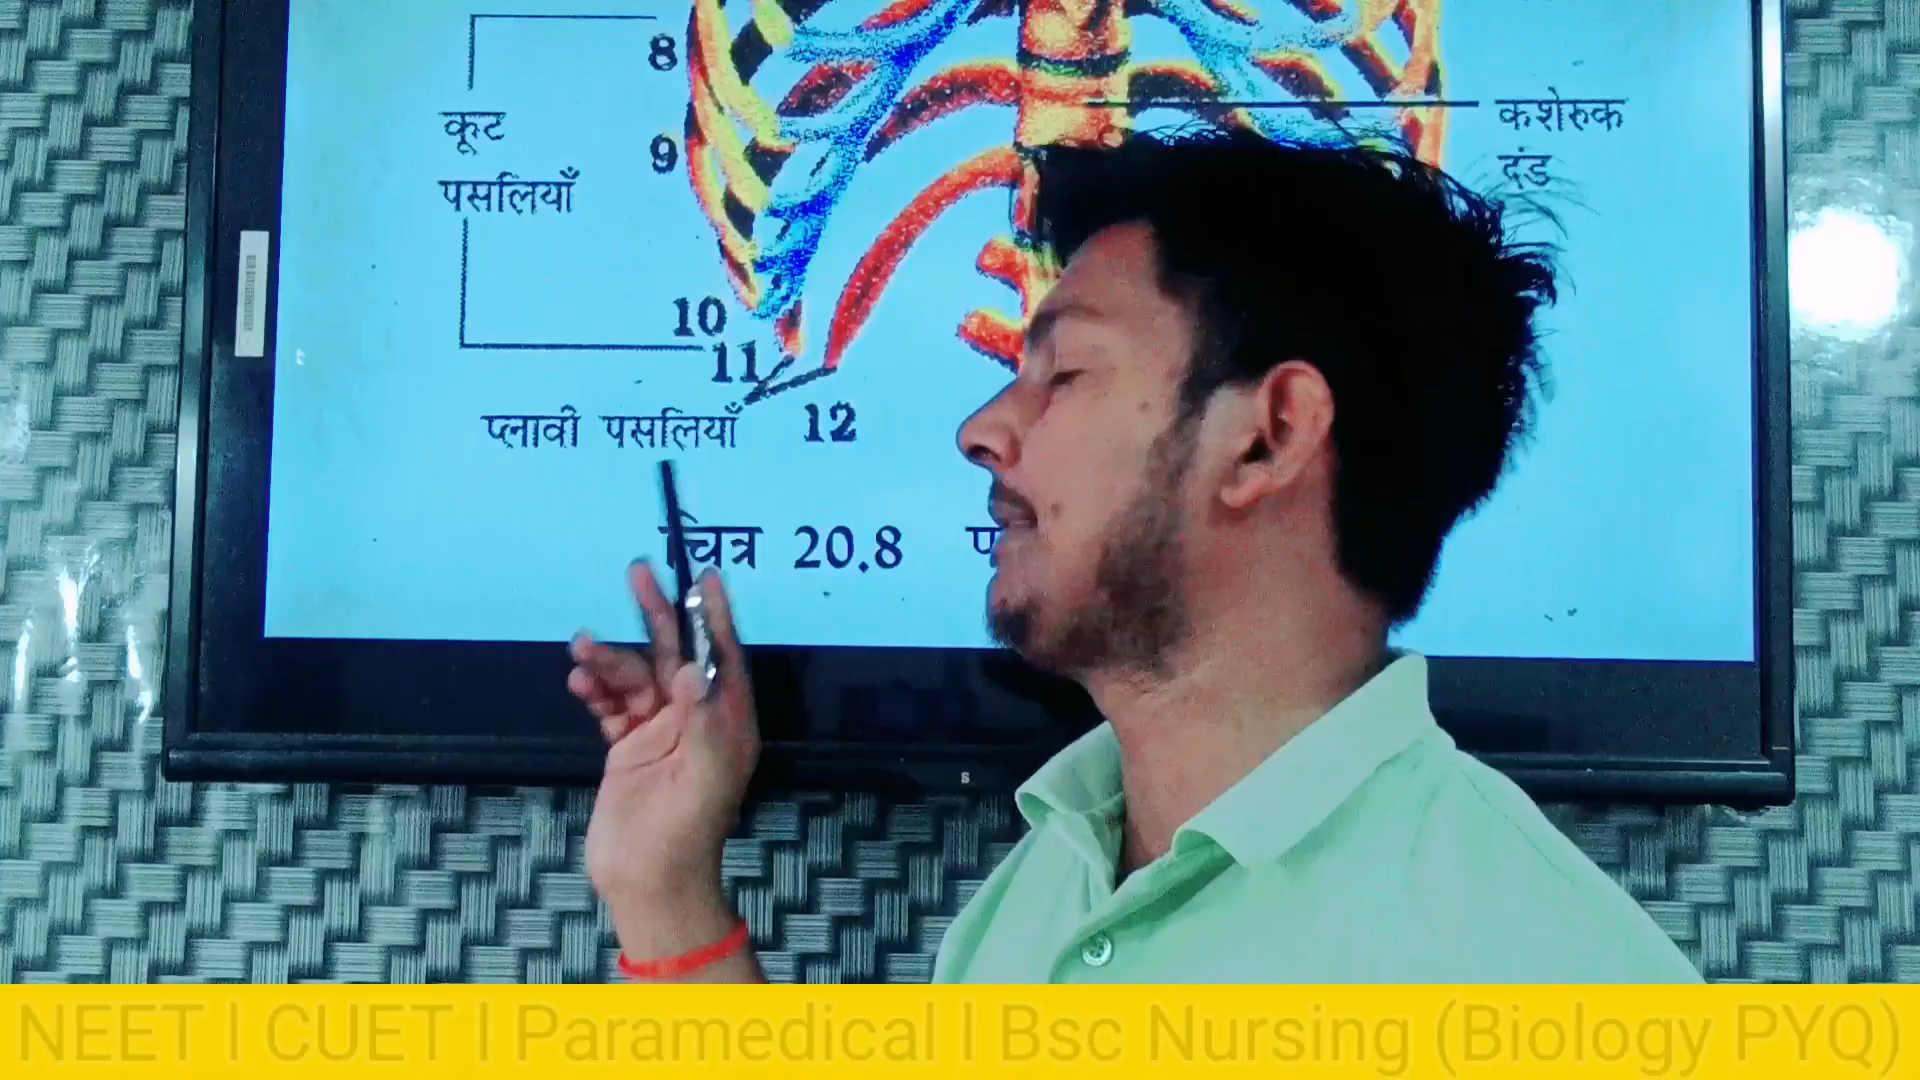 8
कूट
पसलियाँ
9
कशेरुक
दंड
10
11
प्लावी पसलियाँ 12
चित्र 20.8 प
S
NEET l CUET l Paramedical l Bsc Nursing (Biology PYQ)